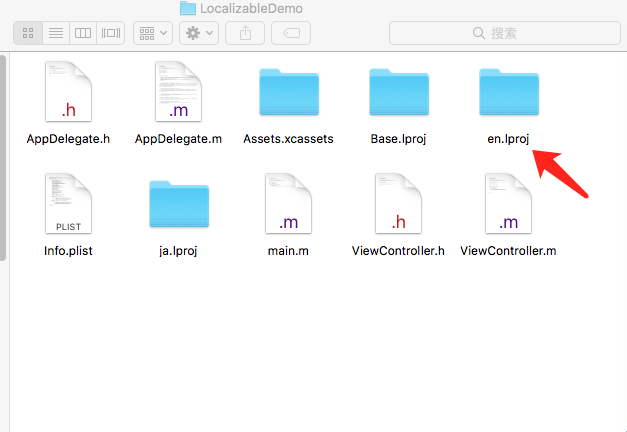 LocalizableDemo
搜索
.h
.m
AppDelegate.h
AppDelegate.m
Assets.xcassets
Base.lproj
en.lproj
PLIST
.m
.h
.m
Info.plist
ja.lproj
main.m
ViewController.h
ViewController.m